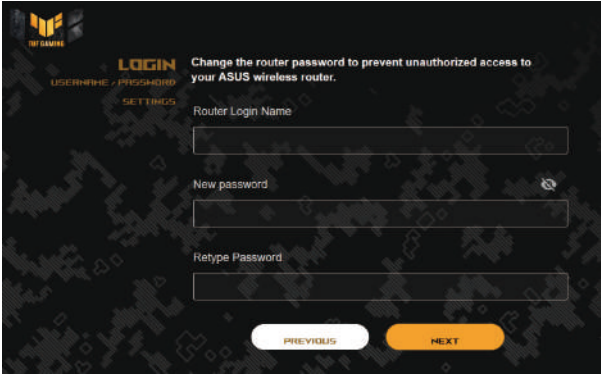 TUF GAMING
LOGIN
USERNAME / PASSWORD
SETTINGS
Change the router password to prevent unauthorized access to
your ASUS wireless router.
Router Login Name
New password
Retype Password
PREVIOUS
NEXT